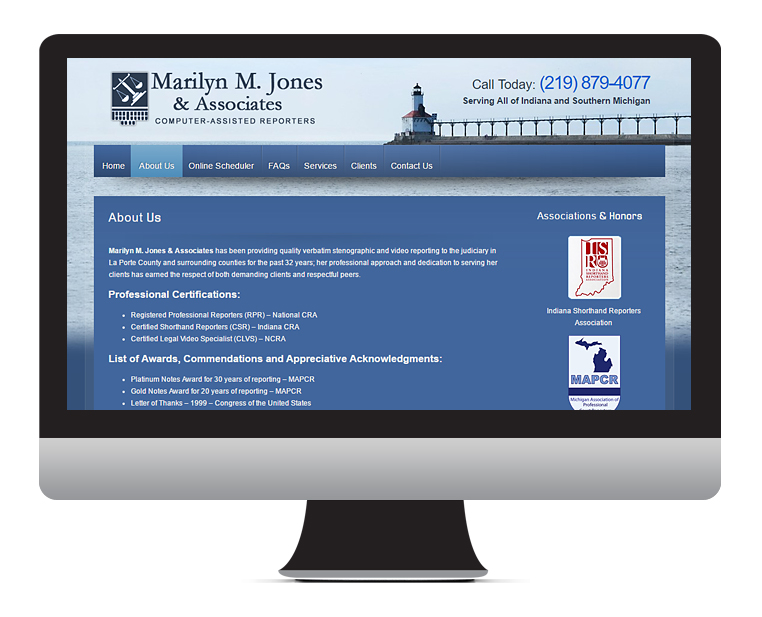 Marilyn M. Jones
& Associates
COMPUTER-ASSISTED REPORTERS
Call Today: (219) 879-4077
Serving All of Indiana and Southern Michigan
Home About Us Online Scheduler FAQs Services Clients Contact Us
About Us
Marilyn M. Jones & Associates has been providing quality verbatim stenographic and video reporting to the judiciary in
La Porte County and surrounding counties for the past 32 years; her professional approach and dedication to serving her
clients has earned the respect of both demanding clients and respectful peers.
Professional Certifications:
• Registered Professional Reporters (RPR) – National CRA
• Certified Shorthand Reporters (CSR) – Indiana CRA
• Certified Legal Video Specialist (CLVS) – NCRA
List of Awards, Commendations and Appreciative Acknowledgments:
• Platinum Notes Award for 30 years of reporting – MAPCR
• Gold Notes Award for 20 years of reporting – MAPCR
• Letter of Thanks – 1999 – Congress of the United States
Associations & Honors
INDIANA
SHORTHAND
REPORTERS
ASSOCIATION
Indiana Shorthand Reporters
Association
MAPCR
Michigan Association of
Professional